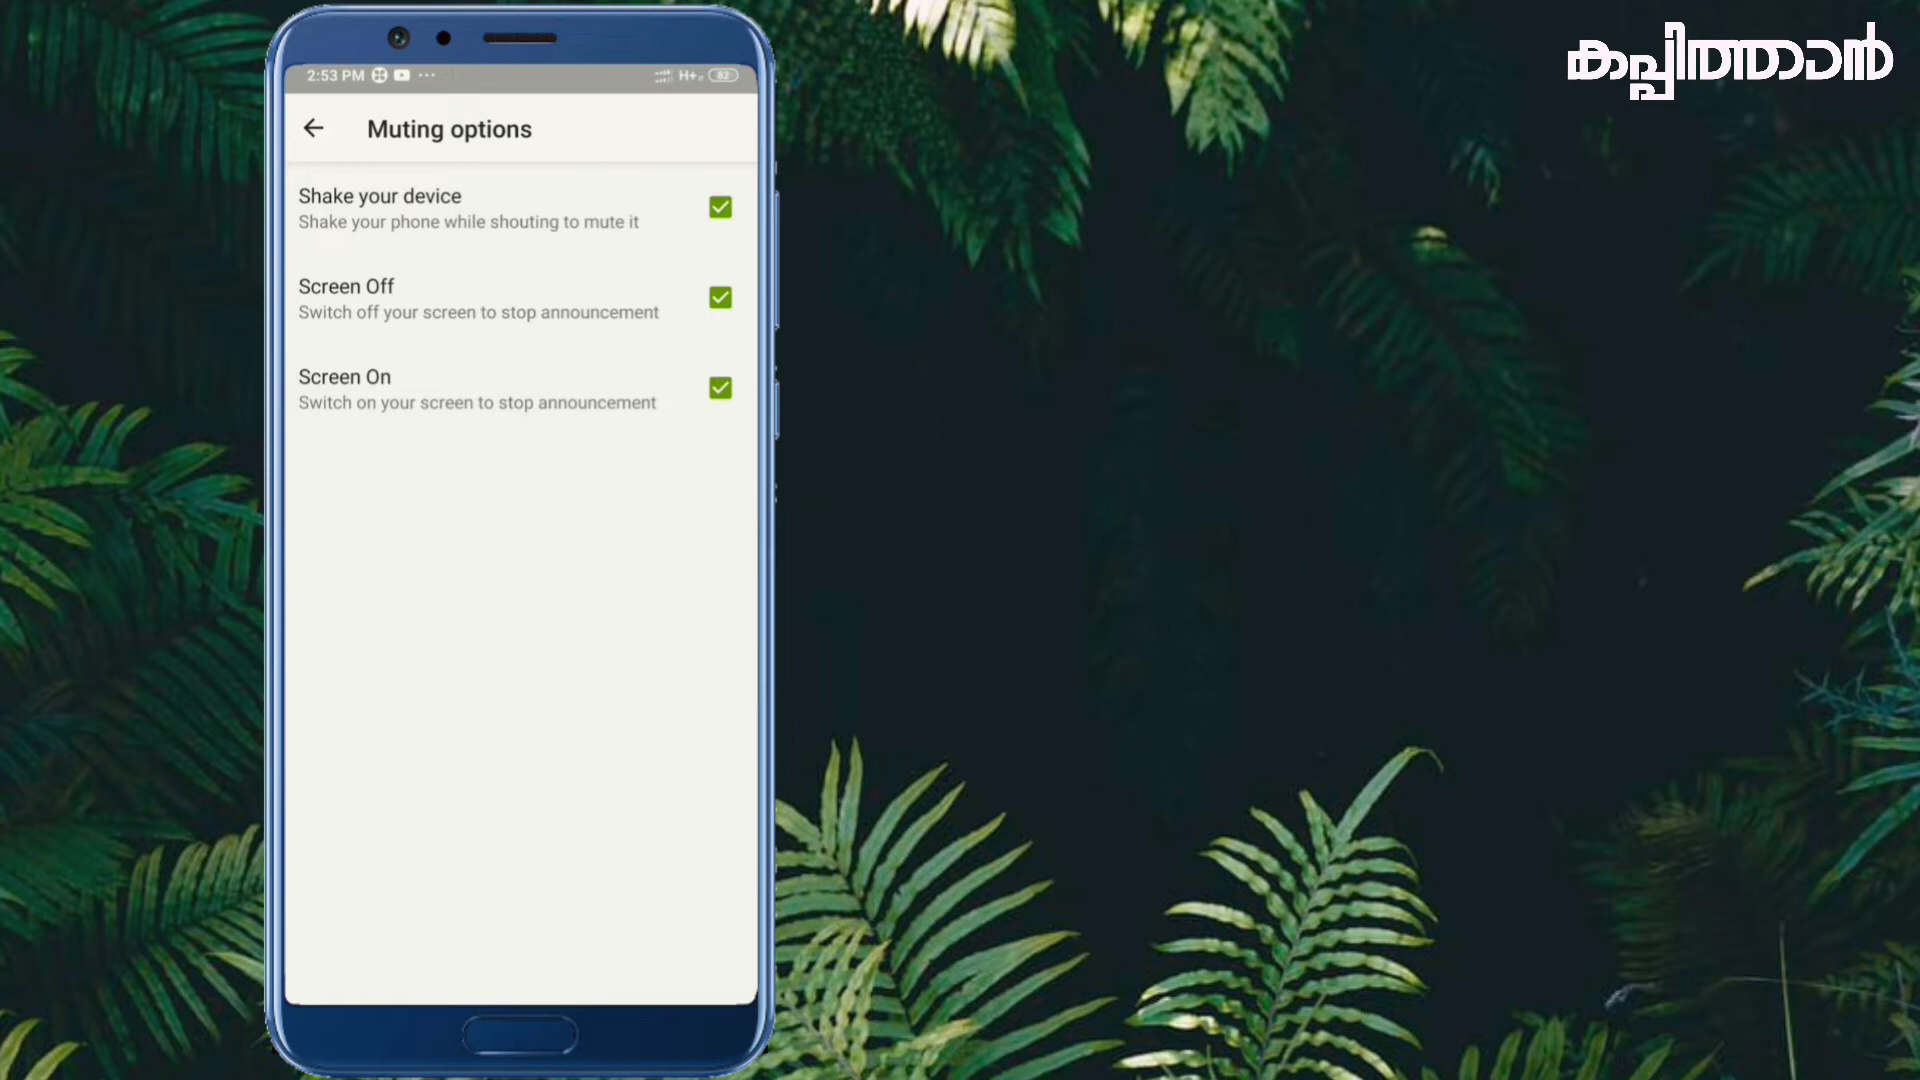 കപ്പിത്താൻ
2:53 PM
H+
82
Muting options
Shake your device
Shake your phone while shouting to mute it
Screen Off
Switch off your screen to stop announcement
Screen On
Switch on your screen to stop announcement